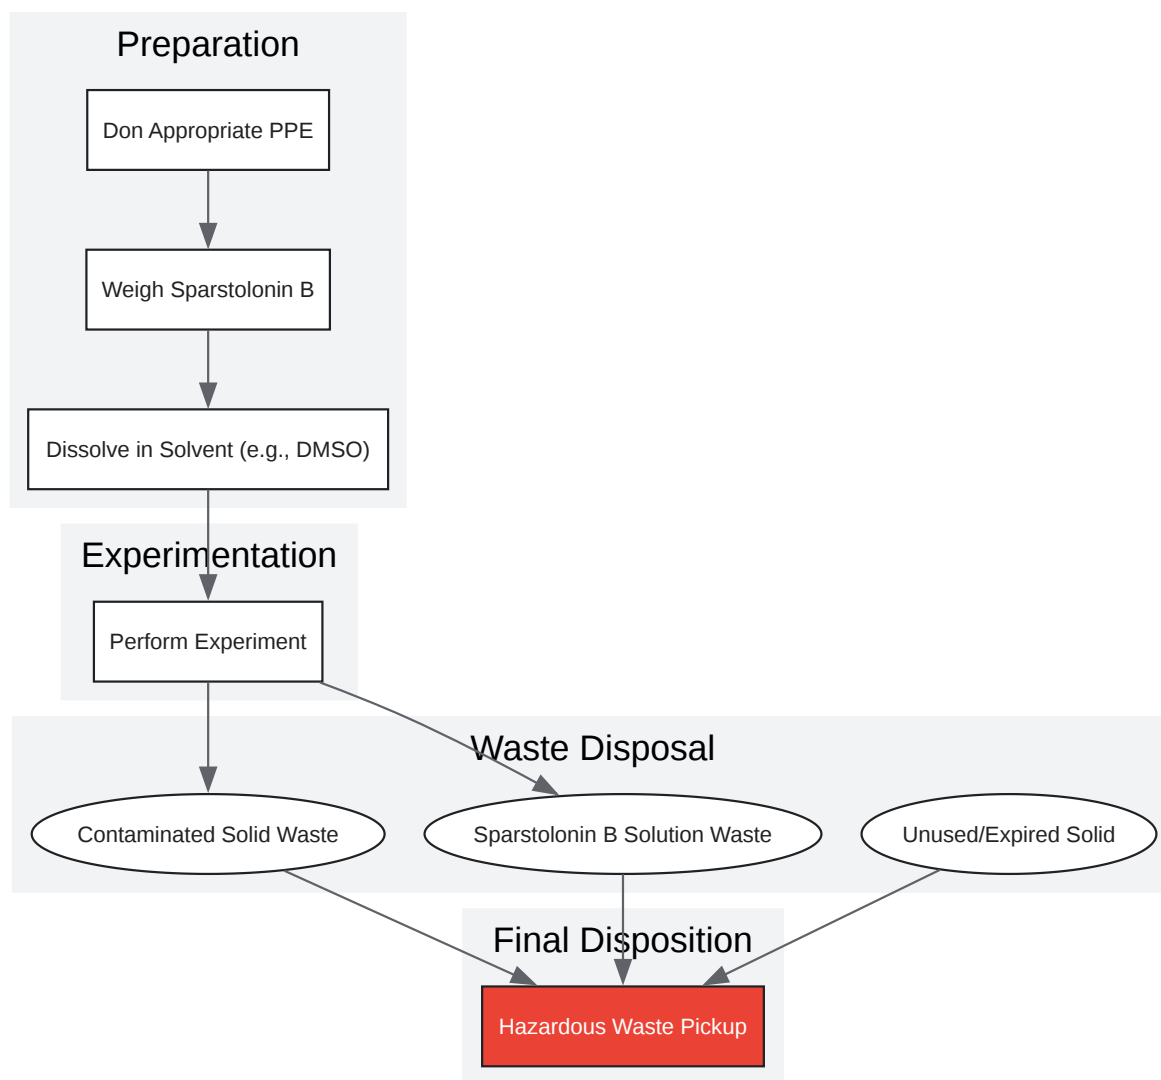 Preparation
Don Appropriate PPE
Weigh Sparstolonin B
Dissolve in Solvent (e.g., DMSO)
Experimentation
Perform Experiment
Waste Disposal
Contaminated Solid Waste
Sparstolonin B Solution Waste
Unused/Expired Solid
Final Disposition
Hazardous Waste Pickup